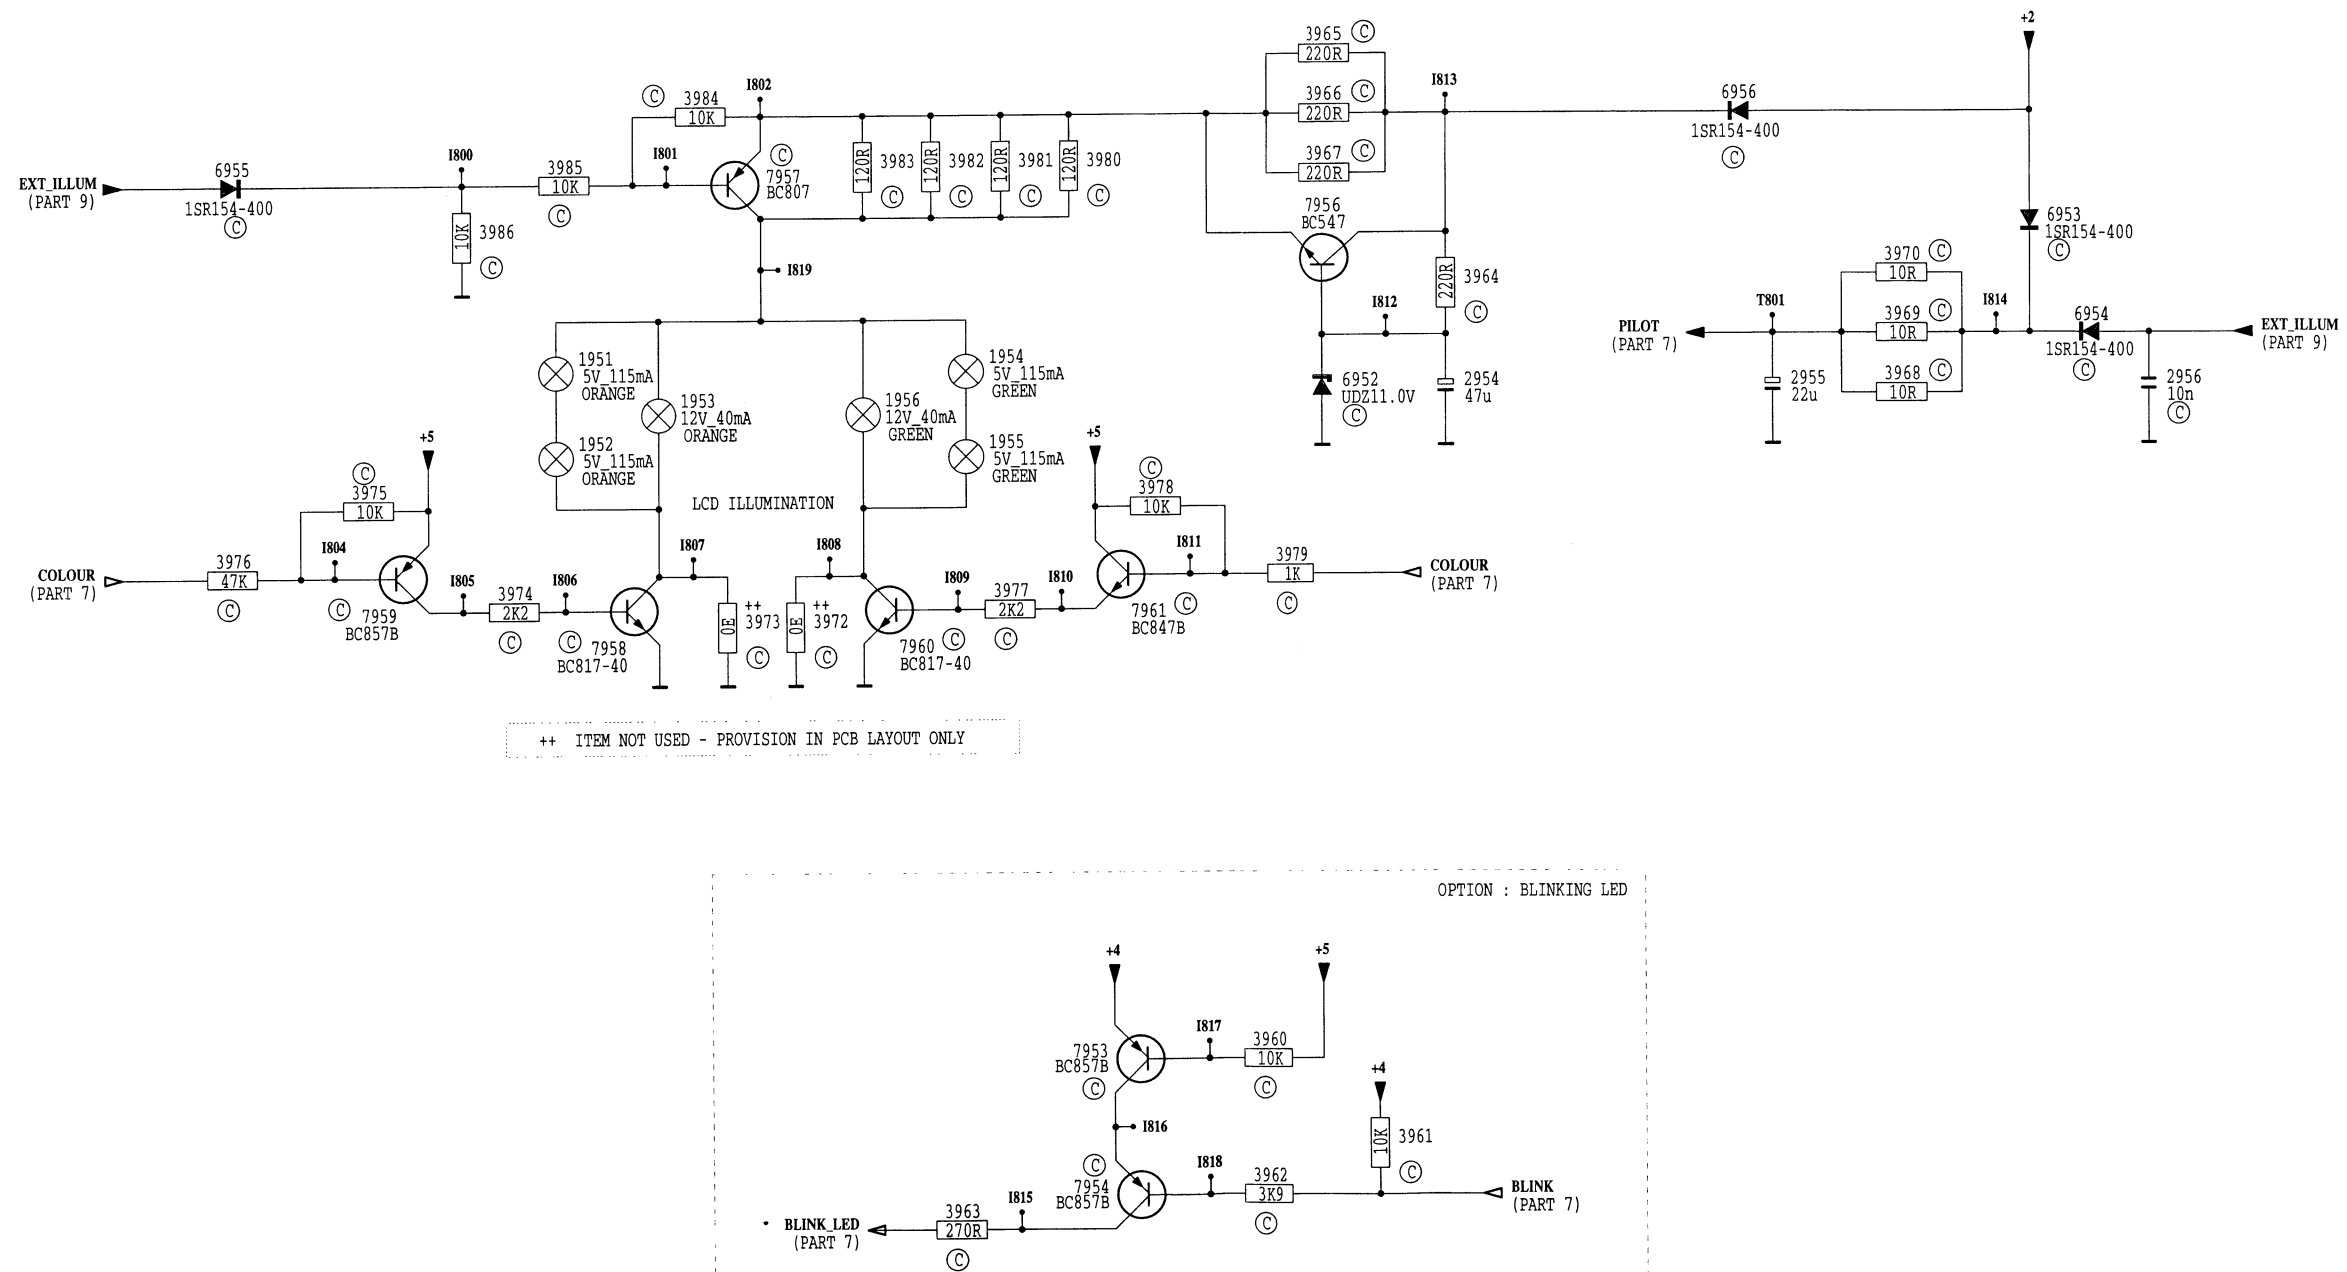 +2
3965 C
220R
3966 C
220R
3967 C
220R
I813
6956
1SR154-400
C
I802
C 3984
10K
I801
C
7957
BC807
120R 3983 C
120R 3982 C
120R 3981 C
120R 3980 C
EXT_ILLUM
(PART 9)
6955
1SR154-400
C
I800
3985
10K
C
10K 3986
C
I819
7956
BC547
220R 3964
C
I812
6952
UDZ11.0V
C
2954
47u
6953
1SR154-400
C
3970 C
10R
3969 C
10R
3968 C
10R
I814
T801
PILOT
(PART 7)
2955
22u
6954
1SR154-400
C
2956
10n
C
EXT_ILLUM
(PART 9)
1951
5V_115mA
ORANGE
1952
5V_115mA
ORANGE
1953
12V_40mA
ORANGE
1956
12V_40mA
GREEN
1954
5V_115mA
GREEN
1955
5V_115mA
GREEN
LCD ILLUMINATION
+5
C
3975
10K
COLOUR
(PART 7)
3976
47K
C
I804
C
7959
BC857B
I805
3974
2K2
C
I806
C
7958
BC817-40
I807
++
0E 3973
C
I808
++
0E 3972
C
7960
BC817-40
I809
C
3977
2K2
C
I810
+5
C
3978
10K
7961
BC847B
I811
C
3979
1K
C
COLOUR
(PART 7)
++ ITEM NOT USED - PROVISION IN PCB LAYOUT ONLY
OPTION : BLINKING LED
+4
+5
7953
BC857B
C
I817
3960
10K
C
+4
10K 3961
C
I816
C
7954
BC857B
I818
3962
3K9
C
BLINK
(PART 7)
I815
3963
270R
C
BLINK_LED
(PART 7)